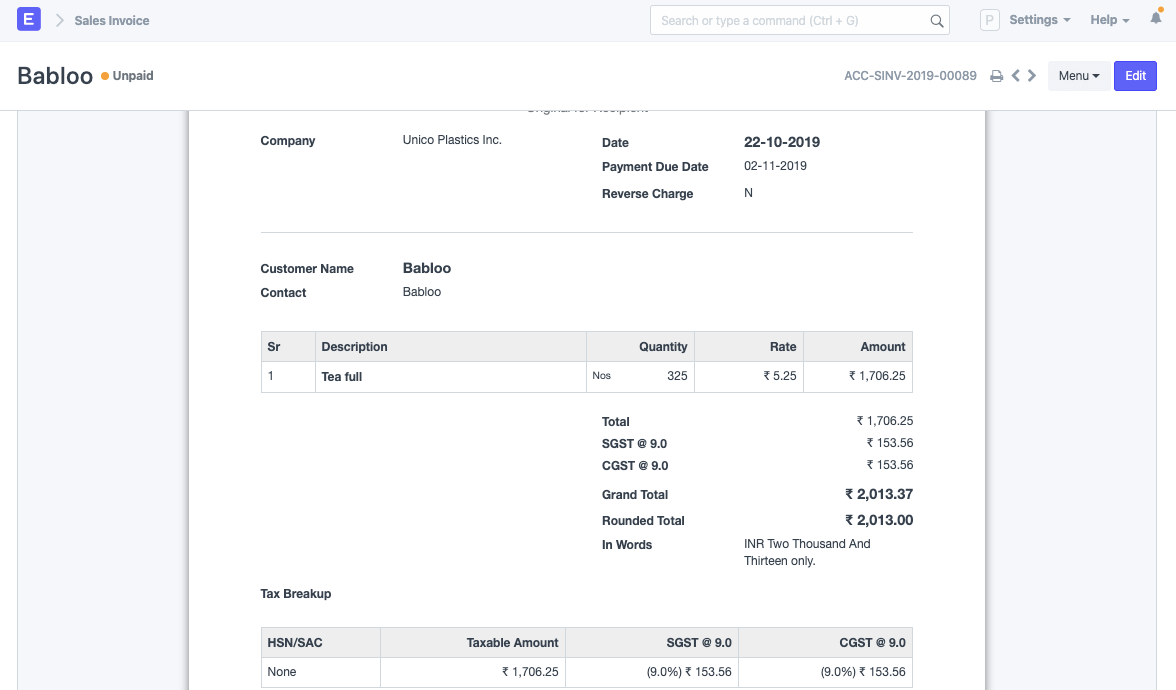 E Sales Invoice Search or type a command (Ctrl + G) P Settings Help
Babloo Unpaid ACC-SINV-2019-00089 Menu Edit
Company Unico Plastics Inc. Date 22-10-2019
Payment Due Date 02-11-2019
Reverse Charge N
Customer Name Babloo
Contact Babloo
Sr Description Quantity Rate Amount
1 Tea full Nos 325 ₹ 5.25 ₹ 1,706.25
Total ₹ 1,706.25
SGST @ 9.0 ₹ 153.56
CGST @ 9.0 ₹ 153.56
Grand Total ₹ 2,013.37
Rounded Total ₹ 2,013.00
In Words INR Two Thousand And
Thirteen only.
Tax Breakup
HSN/SAC Taxable Amount SGST @ 9.0 CGST @ 9.0
None ₹ 1,706.25 (9.0%) ₹ 153.56 (9.0%) ₹ 153.56